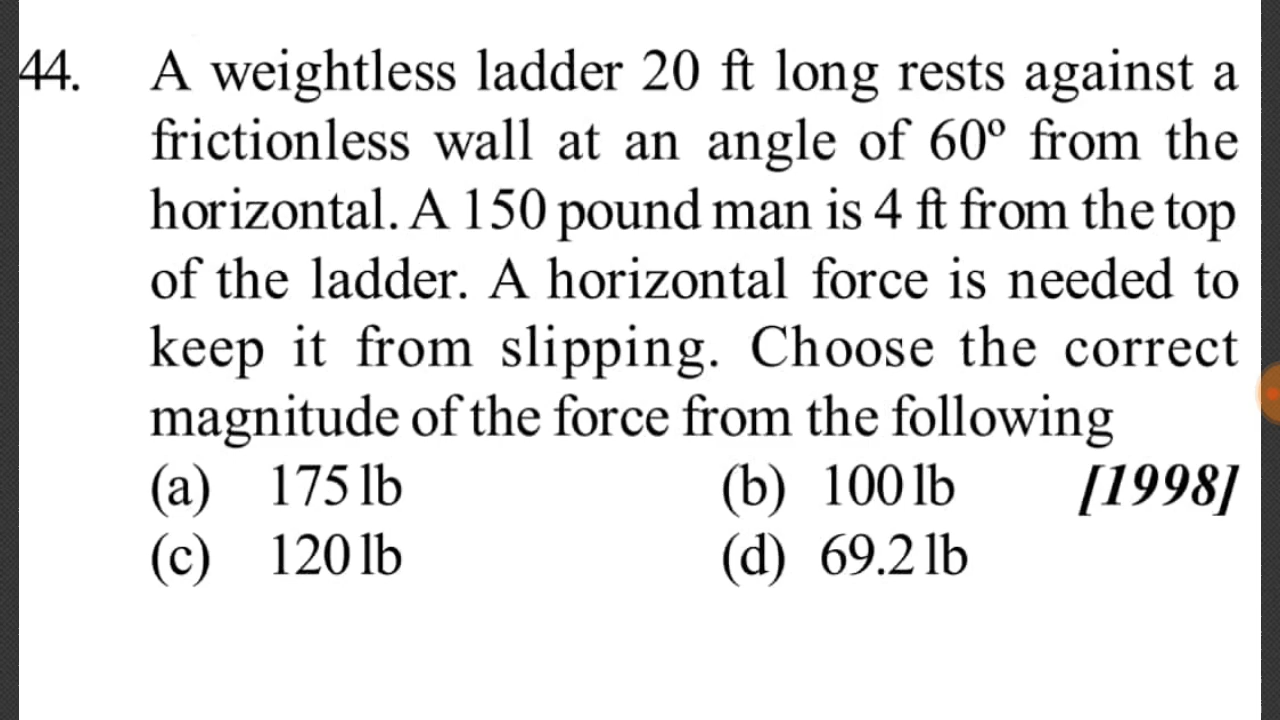 44. A weightless ladder 20 ft long rests against a
frictionless wall at an angle of 60º from the
horizontal. A 150 pound man is 4 ft from the top
of the ladder. A horizontal force is needed to
keep it from slipping. Choose the correct
magnitude of the force from the following
(a) 175 lb (b) 100 lb [1998]
(c) 120 lb (d) 69.2 lb